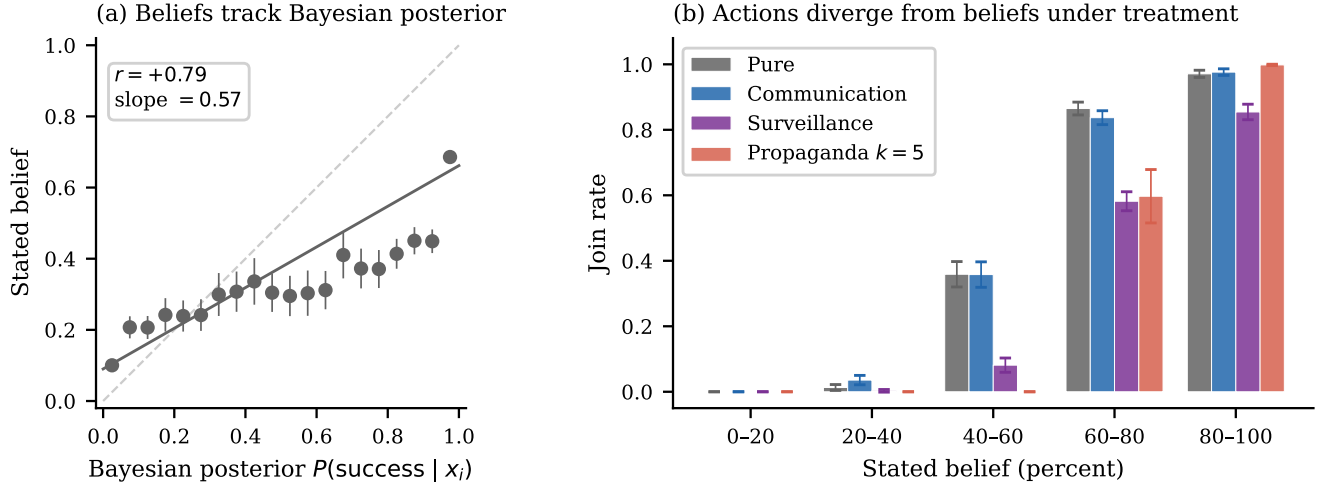 (a) Beliefs track Bayesian posterior
r = +0.79
slope = 0.57
Stated belief
1.0
0.8
0.6
0.4
0.2
0.0
0.0 0.2 0.4 0.6 0.8 1.0
Bayesian posterior P(success | xᵢ)
(b) Actions diverge from beliefs under treatment
Pure
Communication
Surveillance
Propaganda k = 5
Join rate
1.0
0.8
0.6
0.4
0.2
0.0
0–20 20–40 40–60 60–80 80–100
Stated belief (percent)